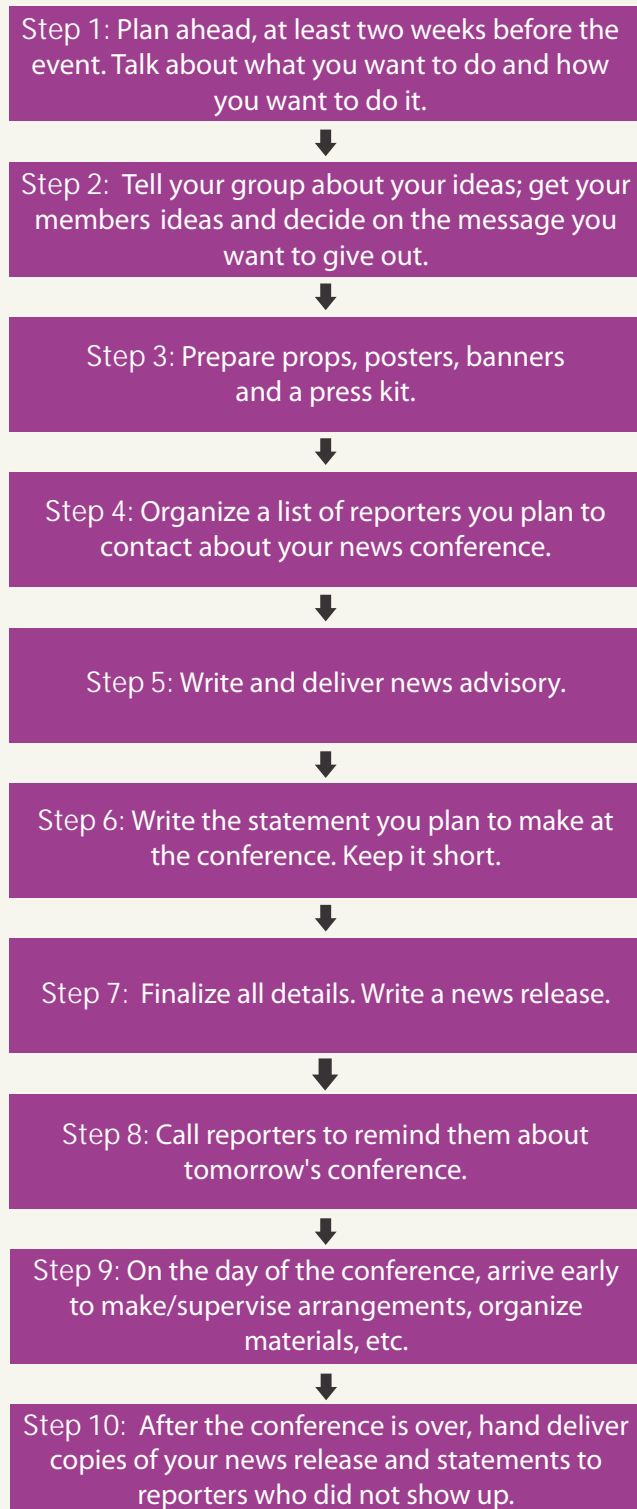 Step 1: Plan ahead, at least two weeks before the
event. Talk about what you want to do and how
you want to do it.
Step 2: Tell your group about your ideas; get your
members ideas and decide on the message you
want to give out.
Step 3: Prepare props, posters, banners
and a press kit.
Step 4: Organize a list of reporters you plan to
contact about your news conference.
Step 5: Write and deliver news advisory.
Step 6: Write the statement you plan to make at
the conference. Keep it short.
Step 7: Finalize all details. Write a news release.
Step 8: Call reporters to remind them about
tomorrow's conference.
Step 9: On the day of the conference, arrive early
to make/supervise arrangements, organize
materials, etc.
Step 10: After the conference is over, hand deliver
copies of your news release and statements to
reporters who did not show up.